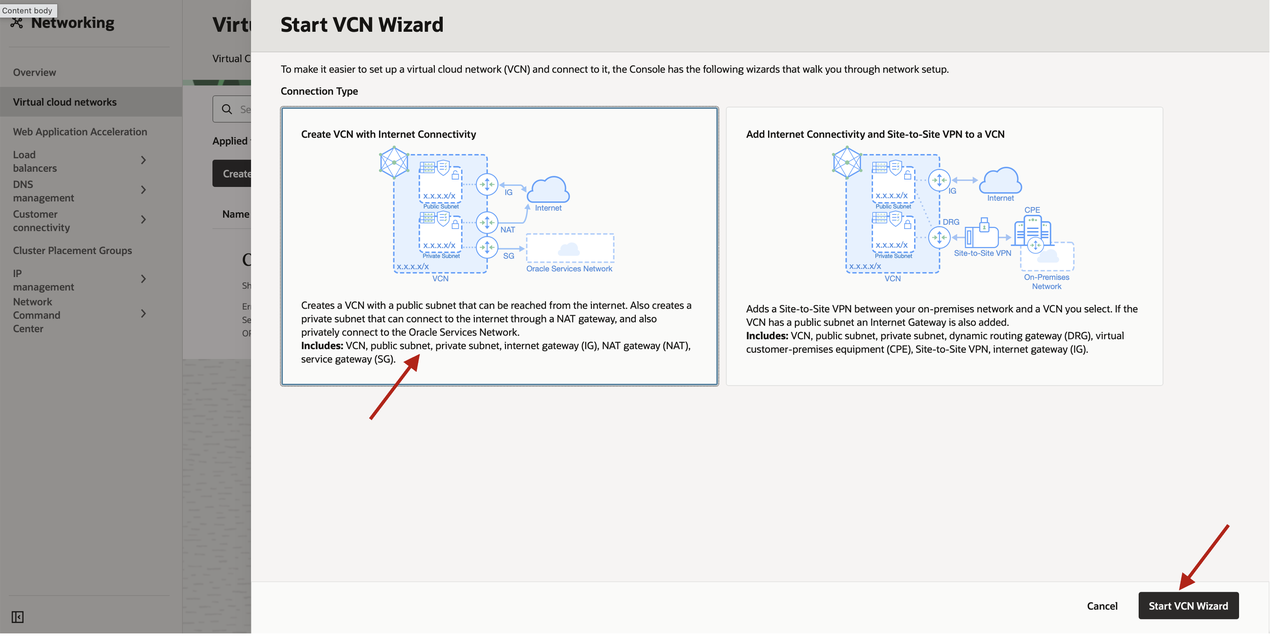 Content body
Networking
Overview
Virtual cloud networks
Web Application Acceleration
Load
balancers
DNS
management
Customer
connectivity
Cluster Placement Groups
IP
management
Network
Command
Center
Virtual C
Se
Applied
Create
Name
Sh
Start VCN Wizard
To make it easier to set up a virtual cloud network (VCN) and connect to it, the Console has the following wizards that walk you through network setup.
Connection Type
Create VCN with Internet Connectivity
x.x.x.x/x
Public Subnet
x.x.x.x/x
Private Subnet
x.x.x.x/x
VCN
IG
Internet
NAT
SG
Oracle Services Network
Creates a VCN with a public subnet that can be reached from the internet. Also creates a
private subnet that can connect to the internet through a NAT gateway, and also
privately connect to the Oracle Services Network.
Includes: VCN, public subnet, private subnet, internet gateway (IG), NAT gateway (NAT),
service gateway (SG).
Add Internet Connectivity and Site-to-Site VPN to a VCN
x.x.x.x/x
Public Subnet
x.x.x.x/x
Private Subnet
x.x.x.x/x
VCN
IG
Internet
DRG
CPE
Site-to-Site VPN
On-Premises
Network
Adds a Site-to-Site VPN between your on-premises network and a VCN you select. If the
VCN has a public subnet an Internet Gateway is also added.
Includes: VCN, public subnet, private subnet, dynamic routing gateway (DRG), virtual
customer-premises equipment (CPE), Site-to-Site VPN, internet gateway (IG).
Cancel
Start VCN Wizard